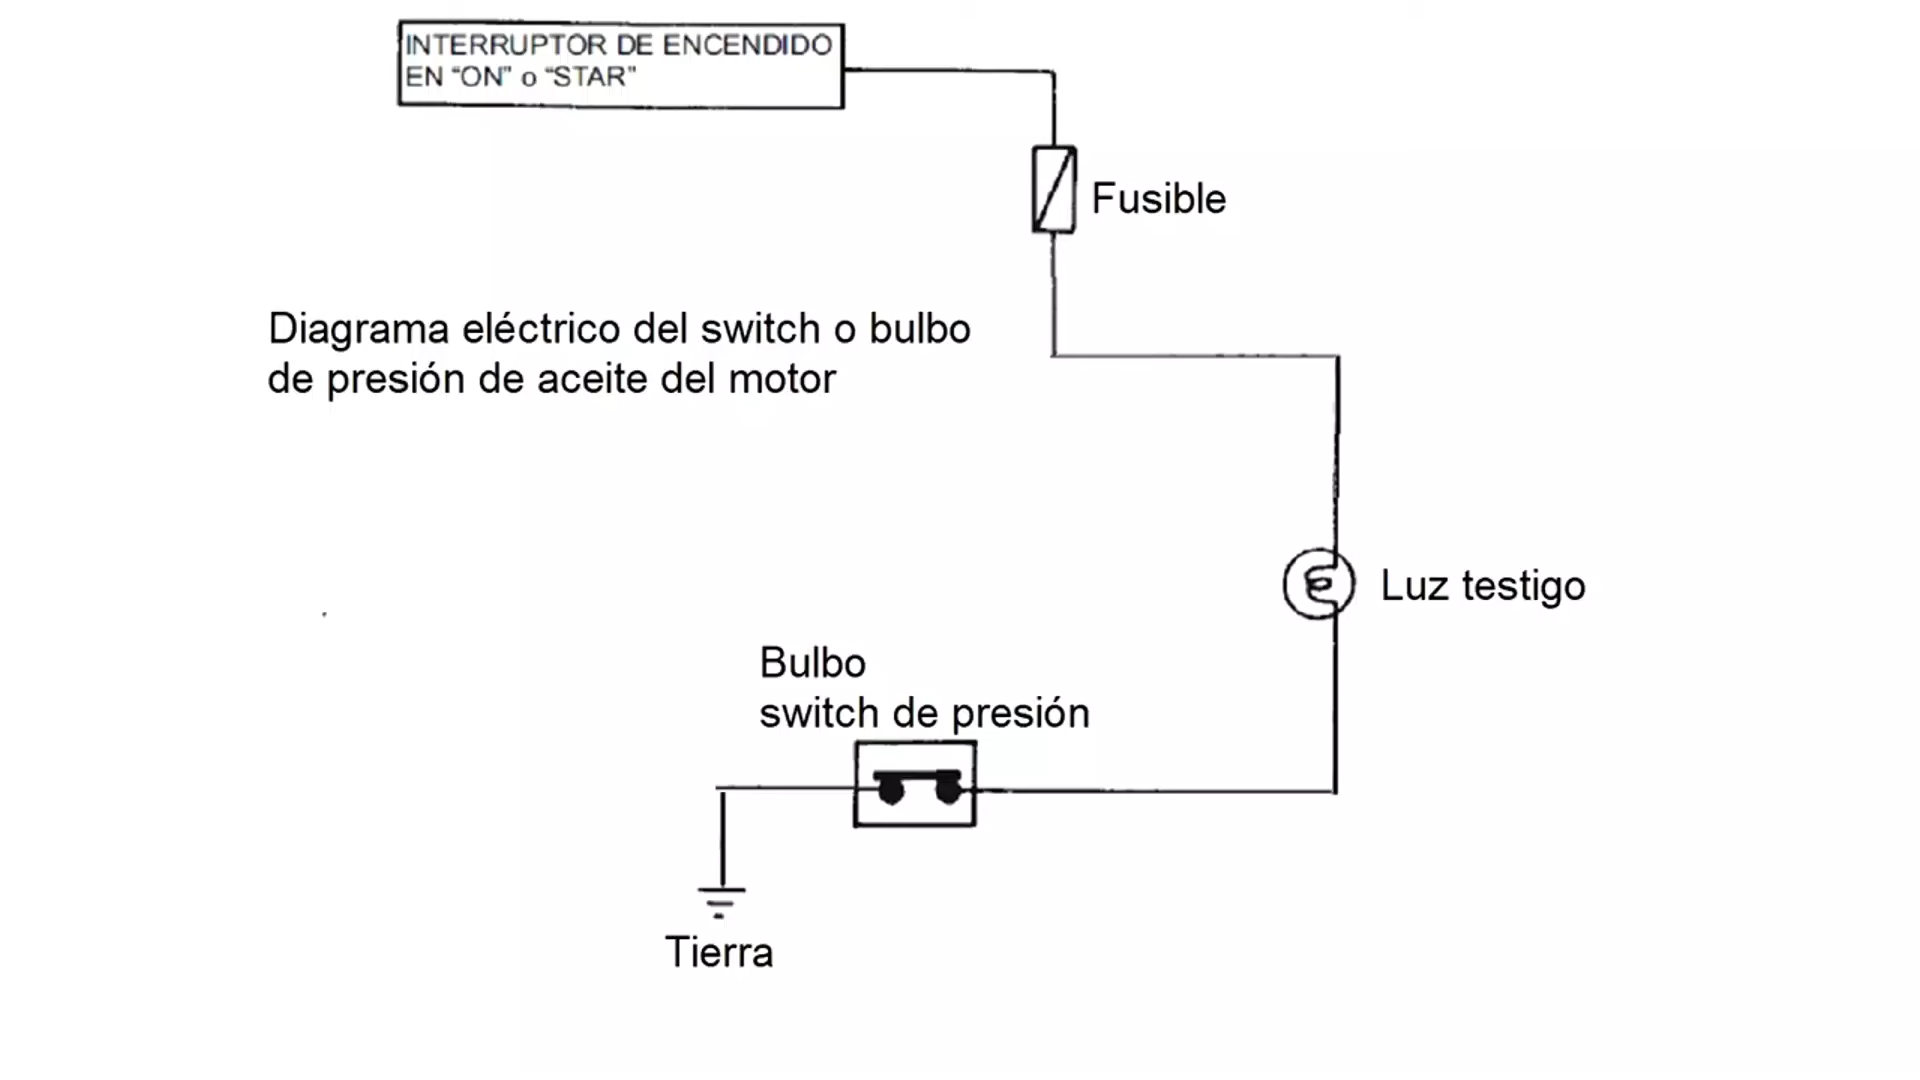 INTERRUPTOR DE ENCENDIDO
EN “ON” o “STAR”
Fusible
Diagrama eléctrico del switch o bulbo
de presión de aceite del motor
Luz testigo
Bulbo
switch de presión
Tierra